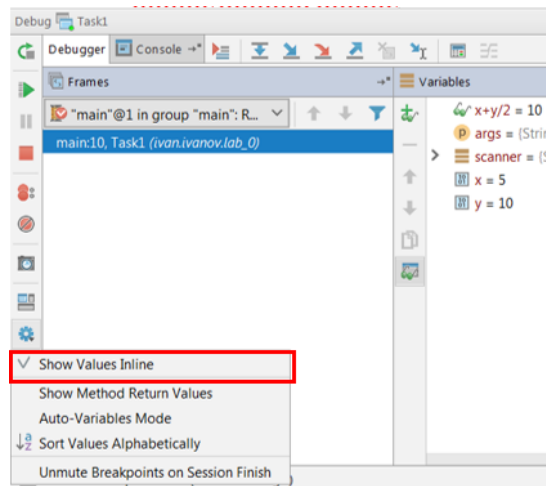 Debug Task1
Debugger Console
Frames
Variables
"main"@1 in group "main": R...
main:10, Task1 (ivan.ivanov.lab_0)
x+y/2 = 10
args =
scanner =
x = 5
y = 10
Show Values Inline
Show Method Return Values
Auto-Variables Mode
Sort Values Alphabetically
Unmute Breakpoints on Session Finish